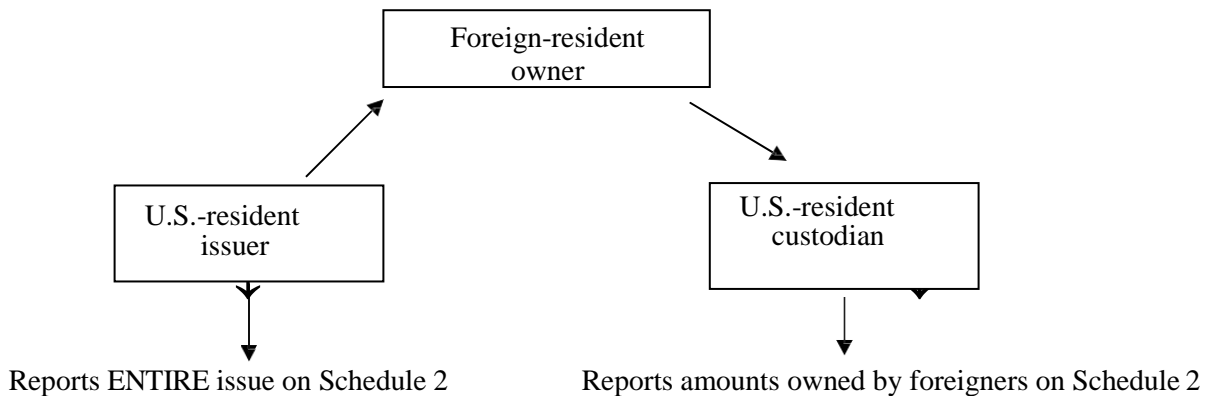 Foreign-resident
owner
U.S.-resident
issuer
U.S.-resident
custodian
Reports ENTIRE issue on Schedule 2
Reports amounts owned by foreigners on Schedule 2